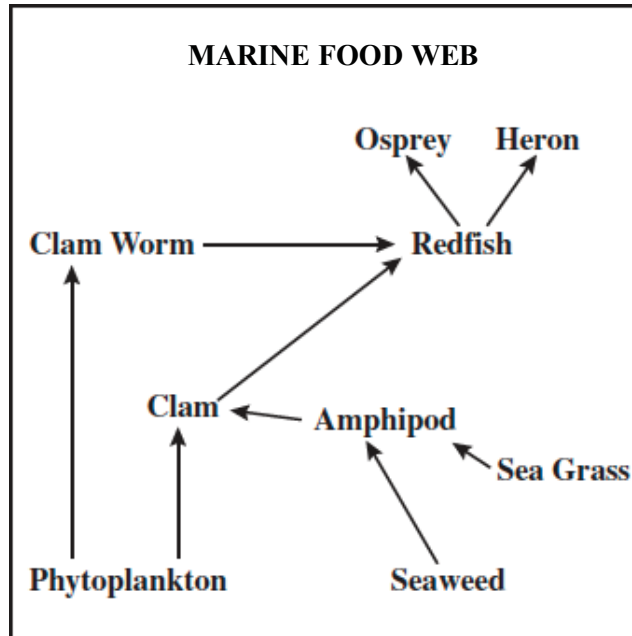 MARINE FOOD WEB
Osprey Heron
Clam Worm Redfish
Clam
Amphipod
Sea Grass
Phytoplankton Seaweed